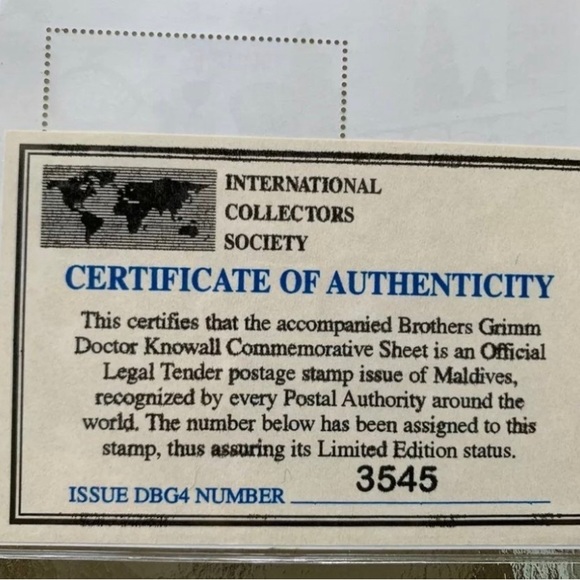 INTERNATIONAL
COLLECTORS
SOCIETY
CERTIFICATE OF AUTHENTICITY
This certifies that the accompanied Brothers Grimm
Doctor Knowall Commemorative Sheet is an Official
Legal Tender postage stamp issue of Maldives,
recognized by every Postal Authority around the
world. The number below has been assigned to this
stamp, thus assuring its Limited Edition status.
3545
ISSUE DBG4 NUMBER